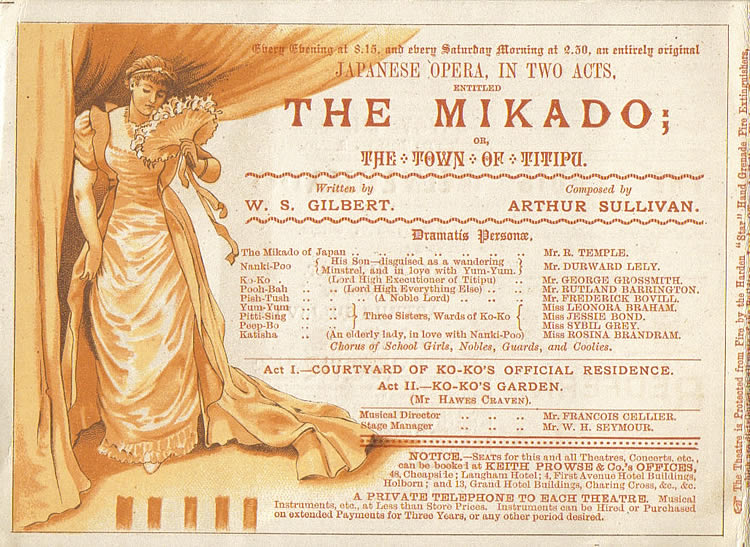 Every Evening at 8.15, and every Saturday Morning at 2.30, an entirely original
JAPANESE OPERA, IN TWO ACTS,
ENTITLED
THE MIKADO;
OR,
THE TOWN OF TITIPU.
Written by
W. S. GILBERT.
Composed by
ARTHUR SULLIVAN.
Dramatis Personæ.
The Mikado of Japan .. .. .. .. .. .. .. Mr. R. TEMPLE.
Nanki-Poo { His Son—disguised as a wandering Minstrel, and in love with Yum-Yum. } Mr. DURWARD LELY.
Ko-Ko . .. (Lord High Executioner of Titipu) .. Mr. GEORGE GROSSMITH.
Pooh-Bah .. .. (Lord High Everything Else) .. .. Mr. RUTLAND BARRINGTON.
Pish-Tush .. .. (A Noble Lord) .. .. .. Mr. FREDERICK BOVILL.
Yum-Yum .. Miss LEONORA BRAHAM.
Pitti-Sing .. { Three Sisters, Wards of Ko-Ko } Miss JESSIE BOND.
Peep-Bo .. Miss SYBIL GREY.
Katisha .. (An elderly lady, in love with Nanki-Poo) Miss ROSINA BRANDRAM.
Chorus of School Girls, Nobles, Guards, and Coolies.
Act I.—COURTYARD OF KO-KO'S OFFICIAL RESIDENCE.
Act II.—KO-KO'S GARDEN.
(Mr HAWES CRAVEN).
Musical Director .. .. .. Mr. FRANCOIS CELLIER.
Stage Manager .. .. .. Mr. W. H. SEYMOUR.
NOTICE.—SEATS for this and all Theatres, Concerts, etc.,
can be booked at KEITH PROWSE & Co.'s OFFICES,
48, Cheapside; Langham Hotel; 4, First Avenue Hotel Buildings,
Holborn; and 13, Grand Hotel Buildings, Charing Cross, &c., &c.
A PRIVATE TELEPHONE TO EACH THEATRE. Musical
Instruments, etc., at Less than Store Prices. Instruments can be Hired or Purchased
on extended Payments for Three Years, or any other period desired.
The Theatre is Protected from Fire by the Harden "Star" Hand Grenade Fire Extinguishers,